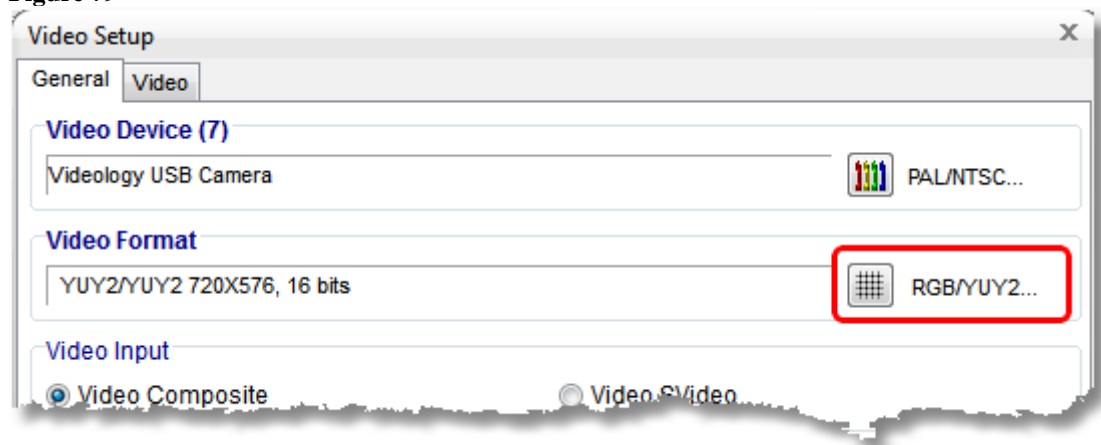 Video Setup
x
General Video
Video Device (7)
Videology USB Camera
PAL/NTSC...
Video Format
YUY2/YUY2 720X576, 16 bits
RGB/YUY2...
Video Input
Video Composite
Video SVideo